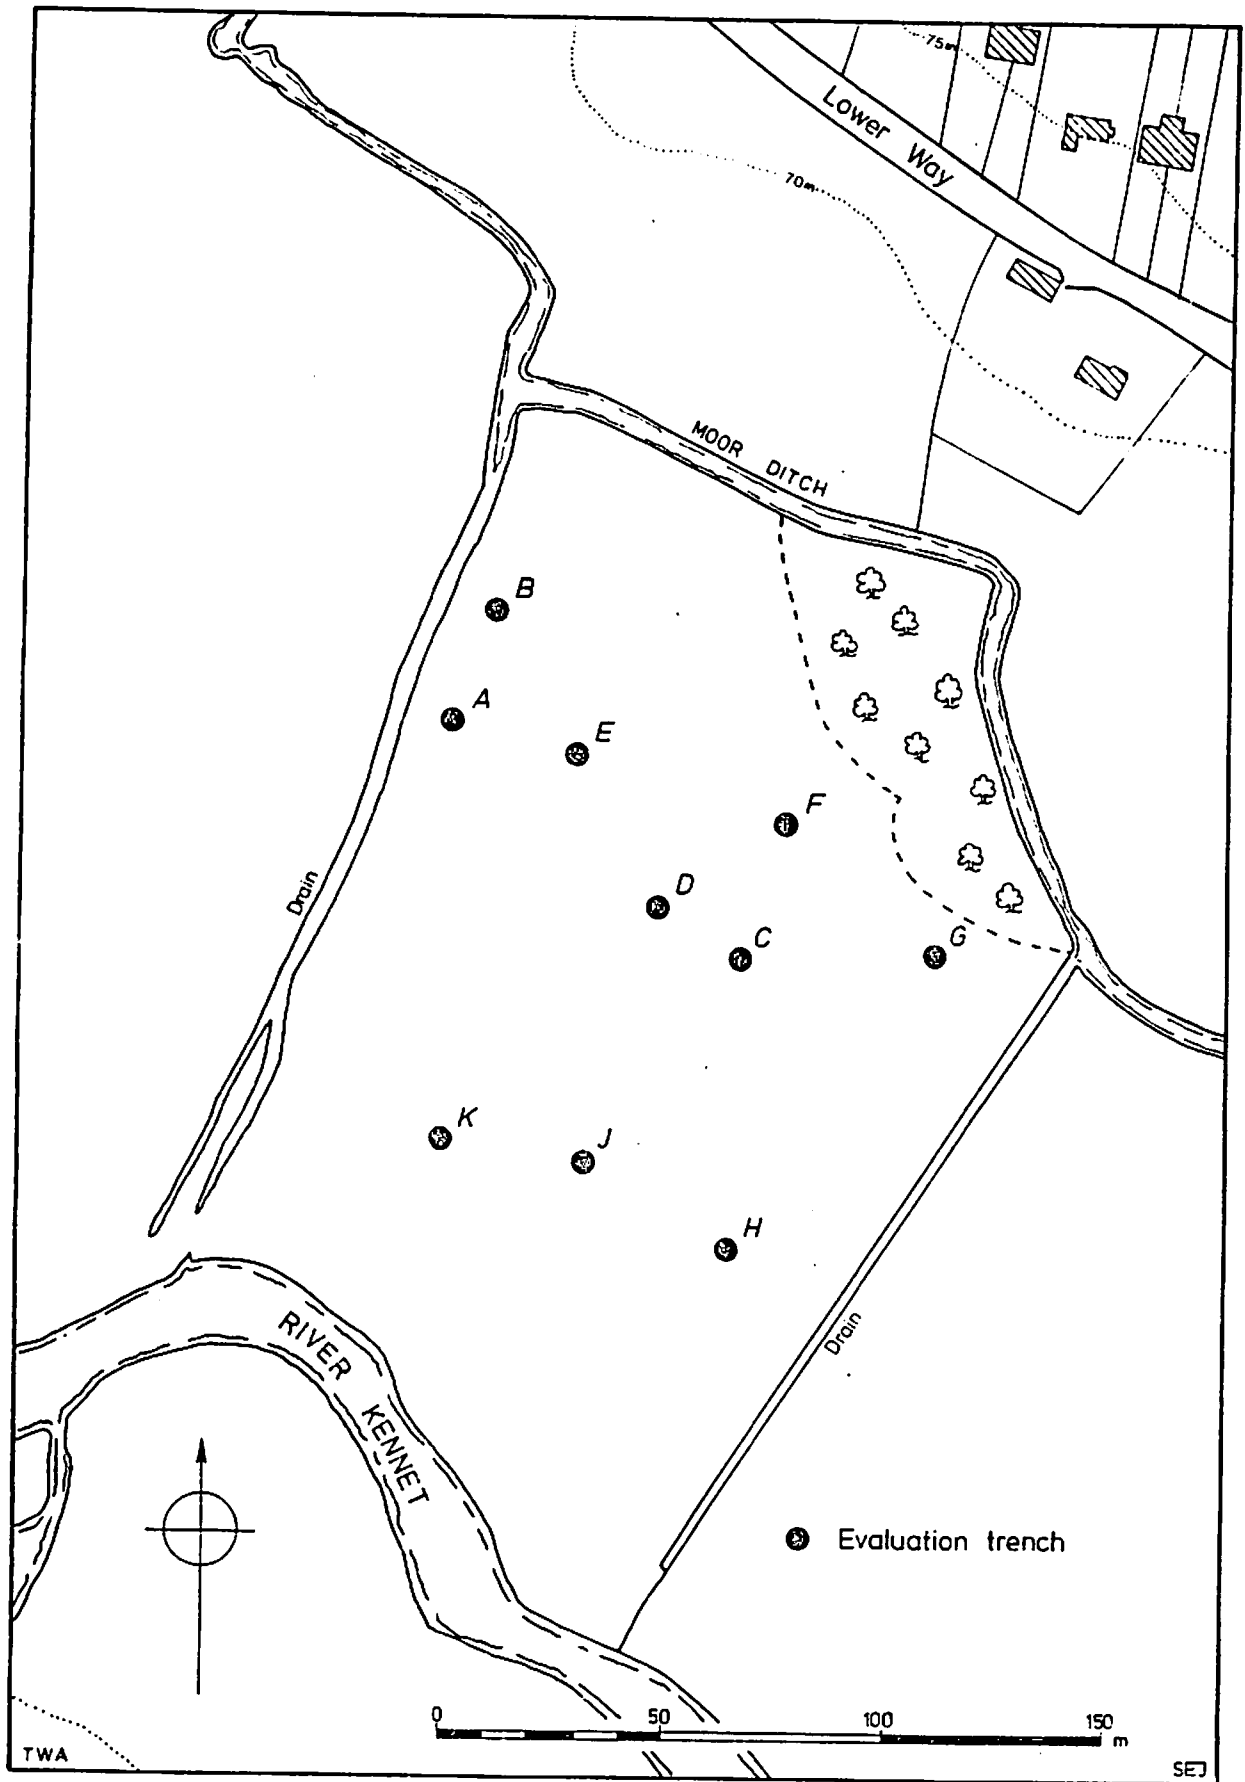 75m
Lower Way
70m
MOOR DITCH
B
A
E
F
Drain
D
C
G
K
J
H
Drain
RIVER KENNET
Evaluation trench
0 50 100 150 m
TWA
SEJ